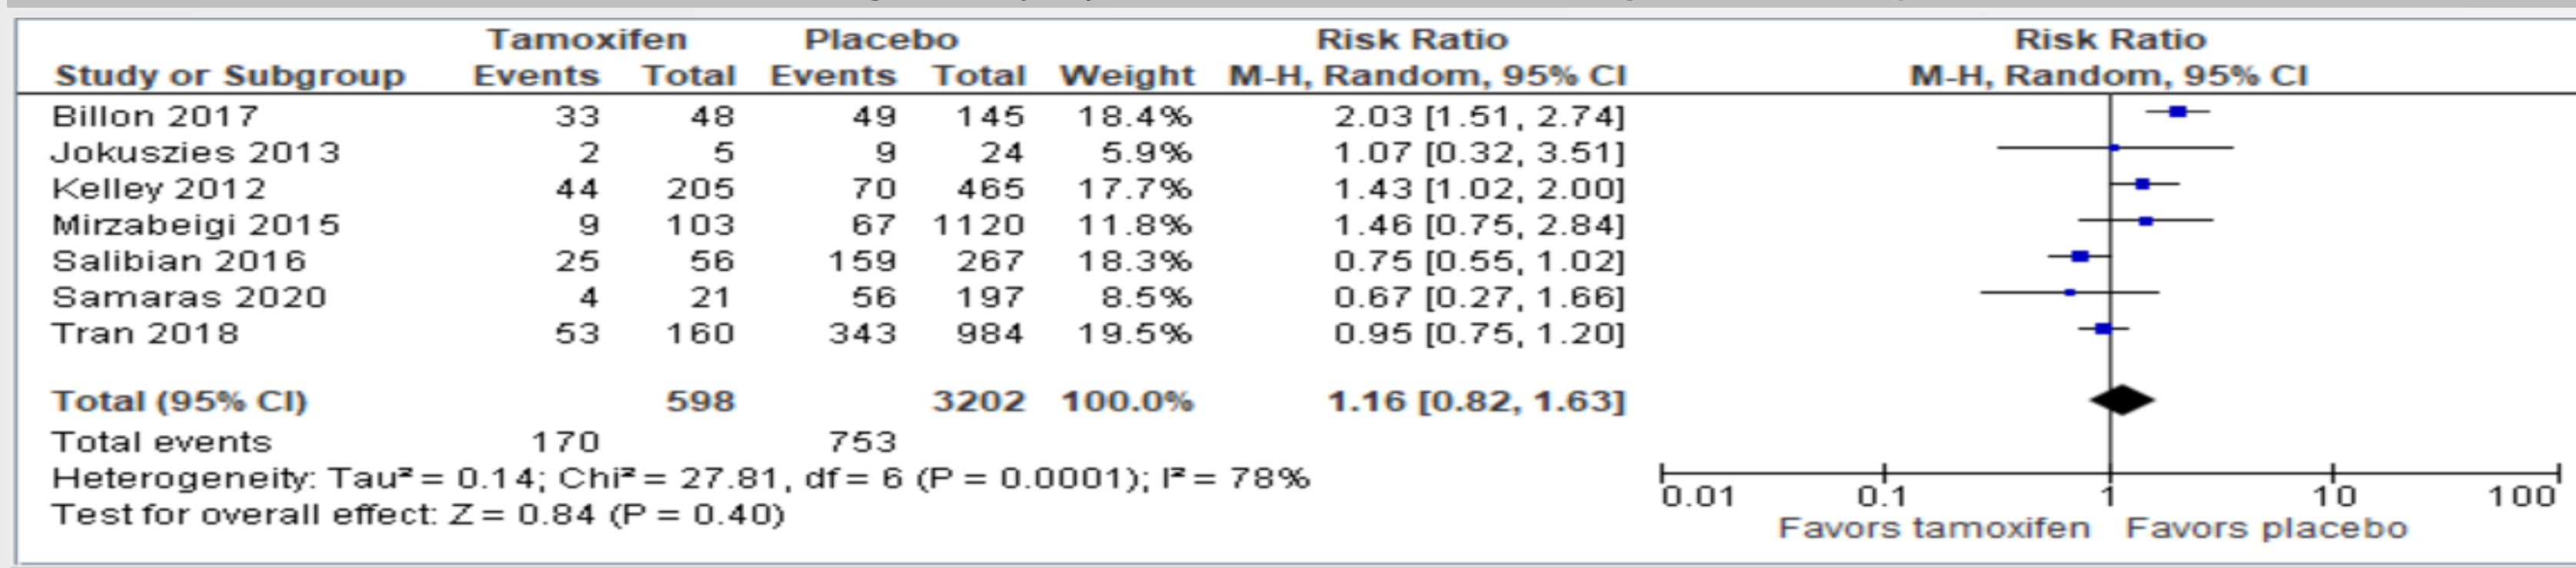 Tamoxifen Placebo Risk Ratio Risk Ratio
Study or Subgroup Events Total Events Total Weight M-H, Random, 95% CI M-H, Random, 95% CI
Billon 2017 33 48 49 145 18.4% 2.03 [1.51, 2.74]
Jokuszies 2013 2 5 9 24 5.9% 1.07 [0.32, 3.51]
Kelley 2012 44 205 70 465 17.7% 1.43 [1.02, 2.00]
Mirzabeigi 2015 9 103 67 1120 11.8% 1.46 [0.75, 2.84]
Salibian 2016 25 56 159 267 18.3% 0.75 [0.55, 1.02]
Samaras 2020 4 21 56 197 8.5% 0.67 [0.27, 1.66]
Tran 2018 53 160 343 984 19.5% 0.95 [0.75, 1.20]
Total (95% CI) 598 3202 100.0% 1.16 [0.82, 1.63]
Total events 170 753
Heterogeneity: Tau² = 0.14; Chi² = 27.81, df = 6 (P = 0.0001); I² = 78%
Test for overall effect: Z = 0.84 (P = 0.40)
0.01 0.1 1 10 100
Favors tamoxifen Favors placebo